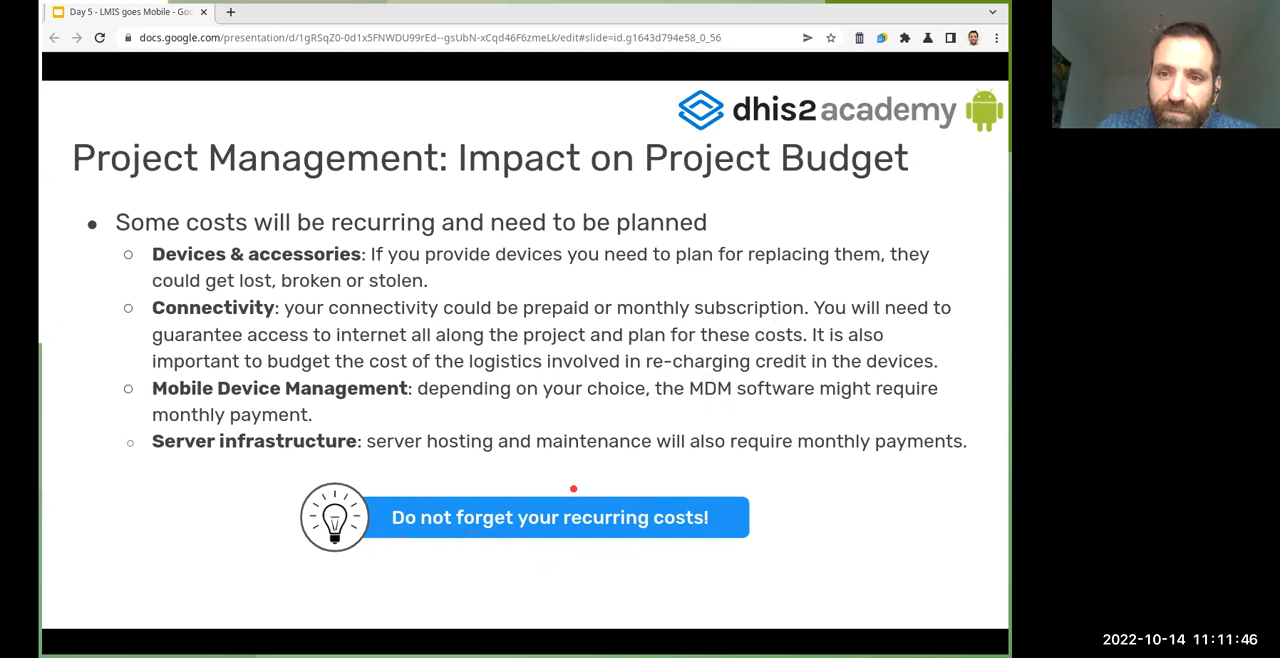 Day 5 - LMIS goes Mobile - Goo
docs.google.com/presentation/d/1gRSqZ0-0d1x5FNWDU99rEd--gsUbN-xCqd46F6zmeLk/edit#slide=id.g1643d794e58_0_56
dhis2 academy
Project Management: Impact on Project Budget
Some costs will be recurring and need to be planned
Devices & accessories: If you provide devices you need to plan for replacing them, they
could get lost, broken or stolen.
Connectivity: your connectivity could be prepaid or monthly subscription. You will need to
guarantee access to internet all along the project and plan for these costs. It is also
important to budget the cost of the logistics involved in re-charging credit in the devices.
Mobile Device Management: depending on your choice, the MDM software might require
monthly payment.
Server infrastructure: server hosting and maintenance will also require monthly payments.
Do not forget your recurring costs!
2022-10-14 11:11:46